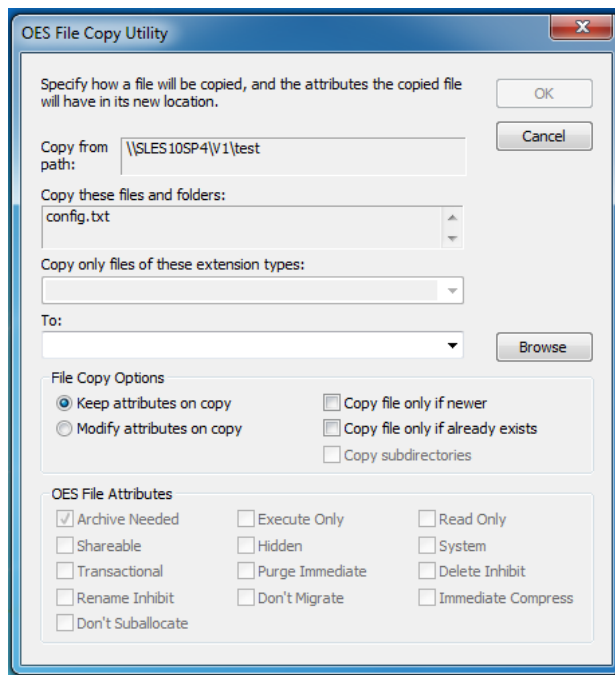 OES File Copy Utility
Specify how a file will be copied, and the attributes the copied file
will have in its new location.
OK
Cancel
Copy from
path:
\\SLES10SP4\V1\test
Copy these files and folders:
config.txt
Copy only files of these extension types:
To:
Browse
File Copy Options
Keep attributes on copy
Copy file only if newer
Modify attributes on copy
Copy file only if already exists
Copy subdirectories
OES File Attributes
Archive Needed
Execute Only
Read Only
Shareable
Hidden
System
Transactional
Purge Immediate
Delete Inhibit
Rename Inhibit
Don't Migrate
Immediate Compress
Don't Suballocate